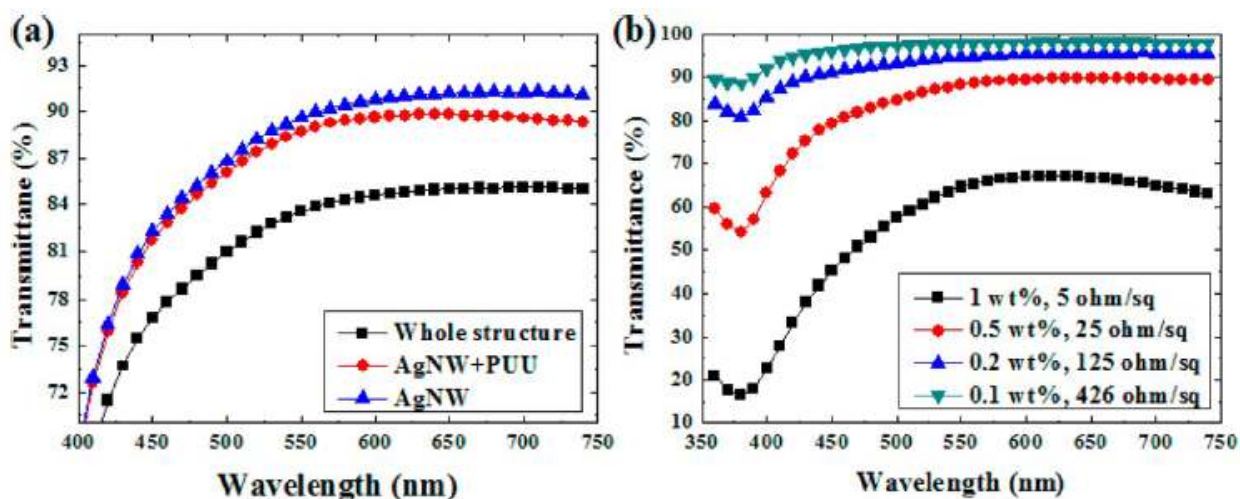 (a)
93
90
87
84
81
78
75
72
Transmittane (%)
400 450 500 550 600 650 700 750
Wavelength (nm)
Whole structure
AgNW+PUU
AgNW
(b)
100
90
80
70
60
50
40
30
20
10
Transmittance (%)
350 400 450 500 550 600 650 700 750
Wavelength (nm)
1 wt%, 5 ohm/sq
0.5 wt%, 25 ohm/sq
0.2 wt%, 125 ohm/sq
0.1 wt%, 426 ohm/sq